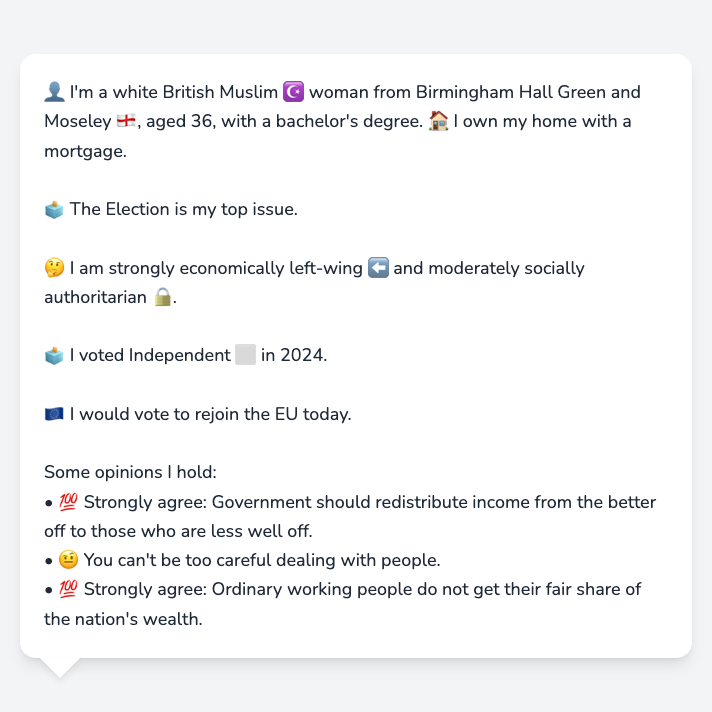 👤 I'm a white British Muslim ☪️ woman from Birmingham Hall Green and
Moseley 🏴󠁧󠁢󠁥󠁮󠁧󠁿, aged 36, with a bachelor's degree. 🏠 I own my home with a
mortgage.
🗳️ The Election is my top issue.
🤔 I am strongly economically left-wing ⬅️ and moderately socially
authoritarian 🔒.
🗳️ I voted Independent ⬜ in 2024.
🇪🇺 I would vote to rejoin the EU today.
Some opinions I hold:
• 💯 Strongly agree: Government should redistribute income from the better
off to those who are less well off.
• 🤨 You can't be too careful dealing with people.
• 💯 Strongly agree: Ordinary working people do not get their fair share of
the nation's wealth.